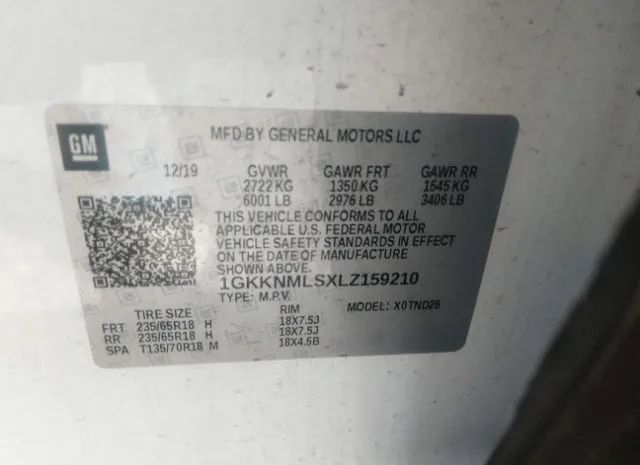 GM
MFD BY GENERAL MOTORS LLC
12/19 GVWR GAWR FRT GAWR RR
2722 KG 1350 KG 1545 KG
6001 LB 2976 LB 3406 LB
THIS VEHICLE CONFORMS TO ALL
APPLICABLE U.S. FEDERAL MOTOR
VEHICLE SAFETY STANDARDS IN EFFECT
ON THE DATE OF MANUFACTURE
SHOWN ABOVE.
1GKKNMLSXLZ159210
TYPE: M.P.V. MODEL: X0TND26
TIRE SIZE RIM
FRT 235/65R18 H 18X7.5J
RR 235/65R18 H 18X7.5J
SPA T135/70R18 M 18X4.5B